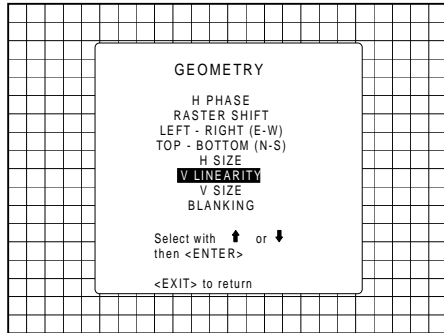 GEOMETRY
H PHASE
RASTER SHIFT
LEFT - RIGHT (E-W)
TOP - BOTTOM (N-S)
H SIZE
V LINEARITY
V SIZE
BLANKING
Select with ⬆ or ⬇
then <ENTER>
<EXIT> to return